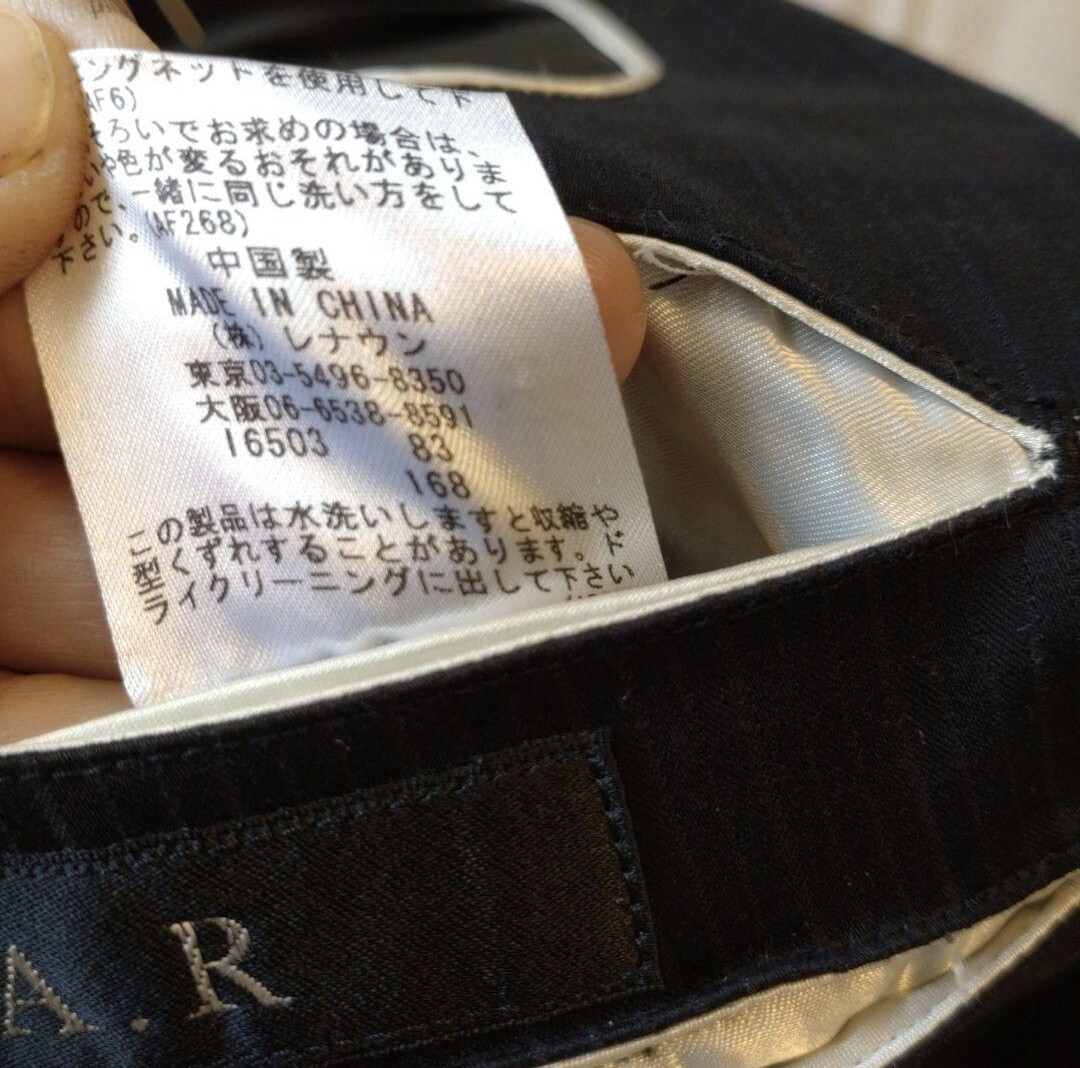 ングネットを使用して下
(AF6)
そろいでお求めの場合は、
いや色が変るおそれがありま
ので、一緒に同じ洗い方をして
下さい。(AF268)
中国製
MADE IN CHINA
(株)レナウン
東京03-5496-8350
大阪06-6538-8591
16503 83
168
この製品は水洗いしますと収縮や、
型くずれすることがあります。ド
ライクリーニングに出して下さい
A.R